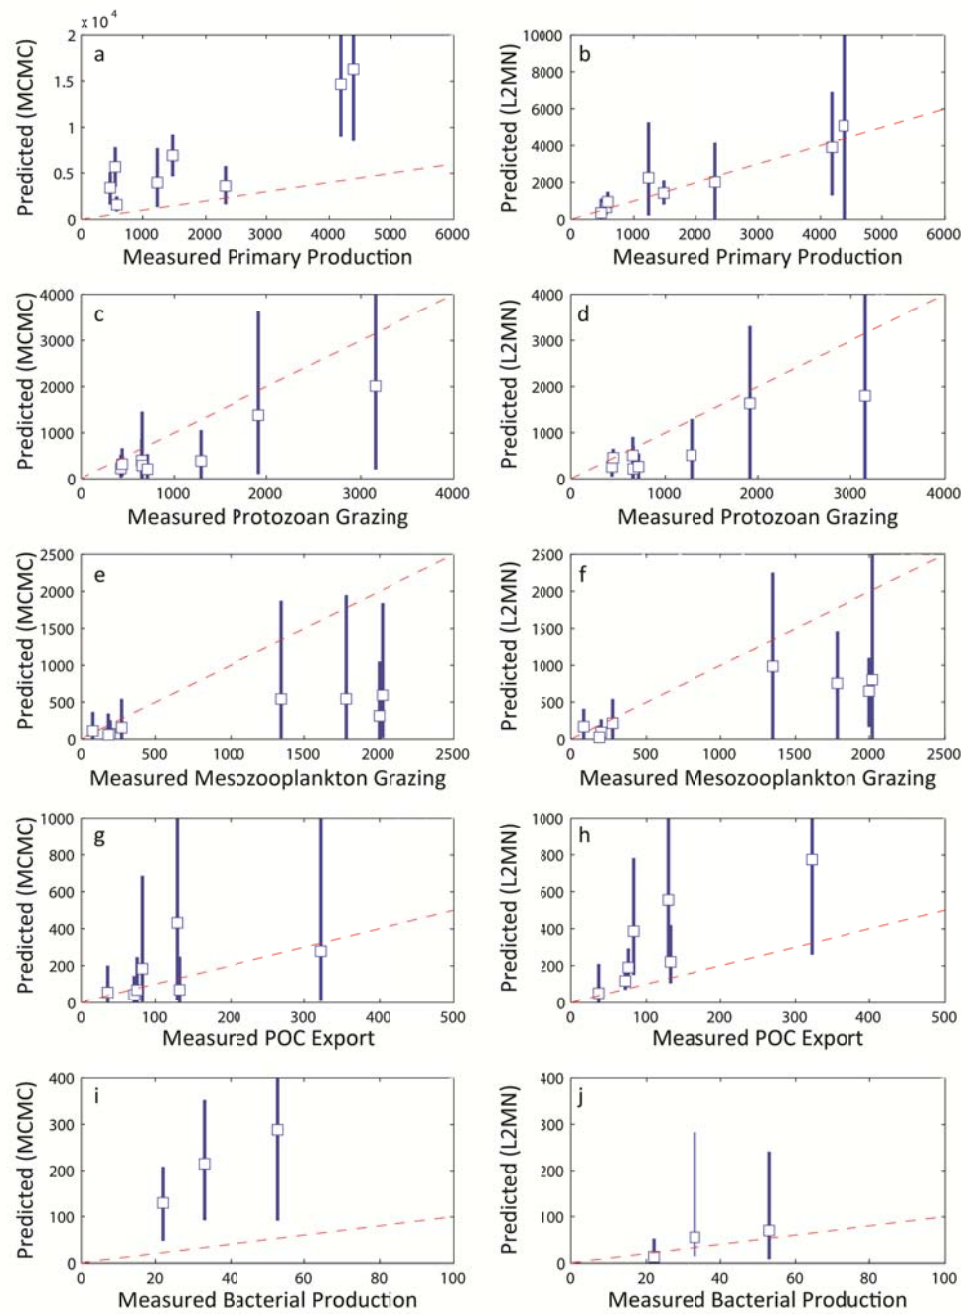 x 10^4
a
2
1.5
1
0.5
0
0 1000 2000 3000 4000 5000 6000
Predicted (MCMC)
Measured Primary Production
b
10000
8000
6000
4000
2000
0
0 1000 2000 3000 4000 5000 6000
Predicted (L2MN)
Measured Primary Production
c
4000
3000
2000
1000
0
0 1000 2000 3000 4000
Predicted (MCMC)
Measured Protozoan Grazing
d
4000
3000
2000
1000
0
0 1000 2000 3000 4000
Predicted (L2MN)
Measured Protozoan Grazing
e
2500
2000
1500
1000
500
0
0 500 1000 1500 2000 2500
Predicted (MCMC)
Measured Mesozooplankton Grazing
f
2500
2000
1500
1000
500
0
0 500 1000 1500 2000 2500
Predicted (L2MN)
Measured Mesozooplankton Grazing
g
1000
800
600
400
200
0
0 100 200 300 400 500
Predicted (MCMC)
Measured POC Export
h
1000
800
600
400
200
0
0 100 200 300 400 500
Predicted (L2MN)
Measured POC Export
i
400
300
200
100
0
0 20 40 60 80 100
Predicted (MCMC)
Measured Bacterial Production
j
400
300
200
100
0
0 20 40 60 80 100
Predicted (L2MN)
Measured Bacterial Production